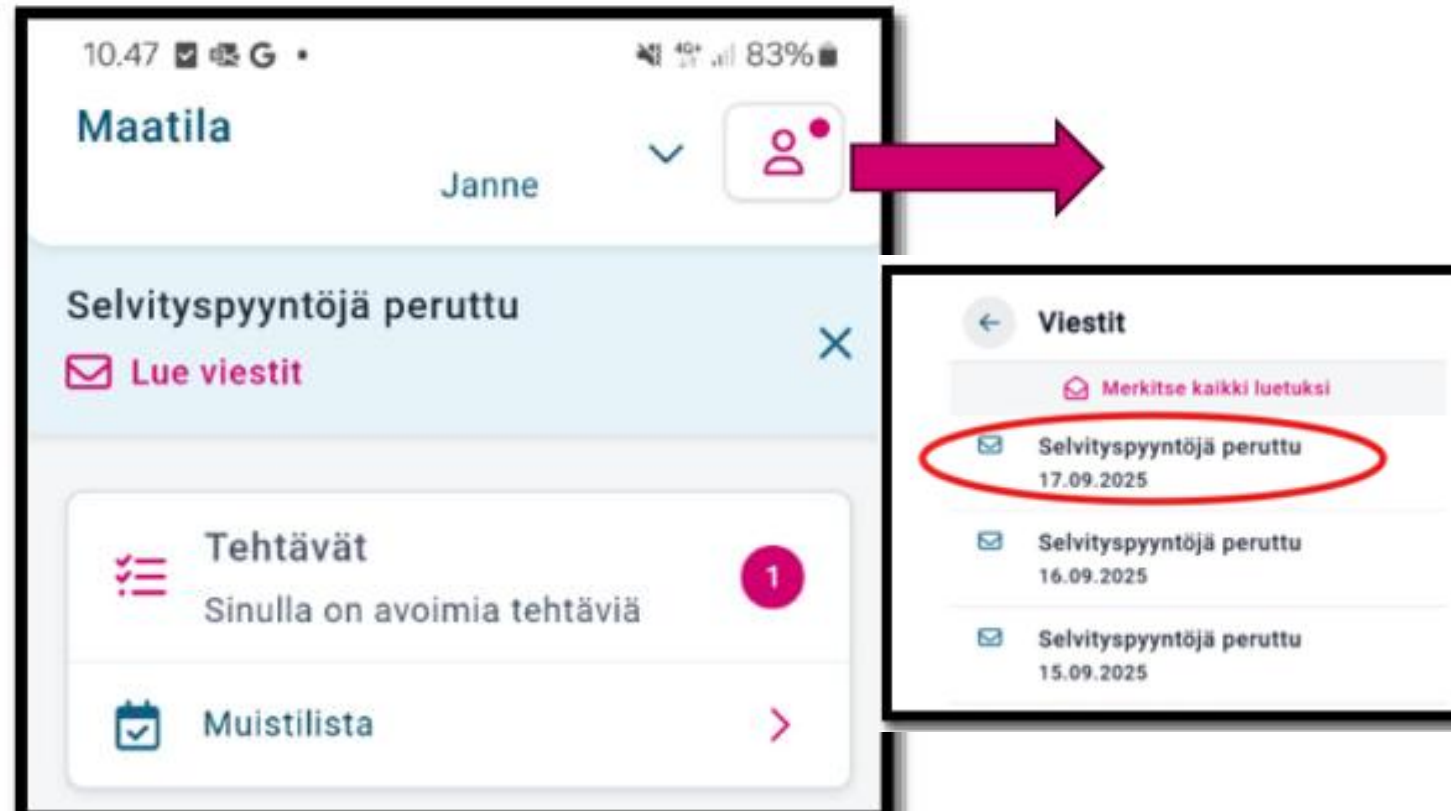 10.47 G • 4G+ 83%
Maatila
Janne
Selvityspyyntöjä peruttu
Lue viestit
Tehtävät
Sinulla on avoimia tehtäviä
1
Muistilista
Viestit
Merkitse kaikki luetuksi
Selvityspyyntöjä peruttu
17.09.2025
Selvityspyyntöjä peruttu
16.09.2025
Selvityspyyntöjä peruttu
15.09.2025